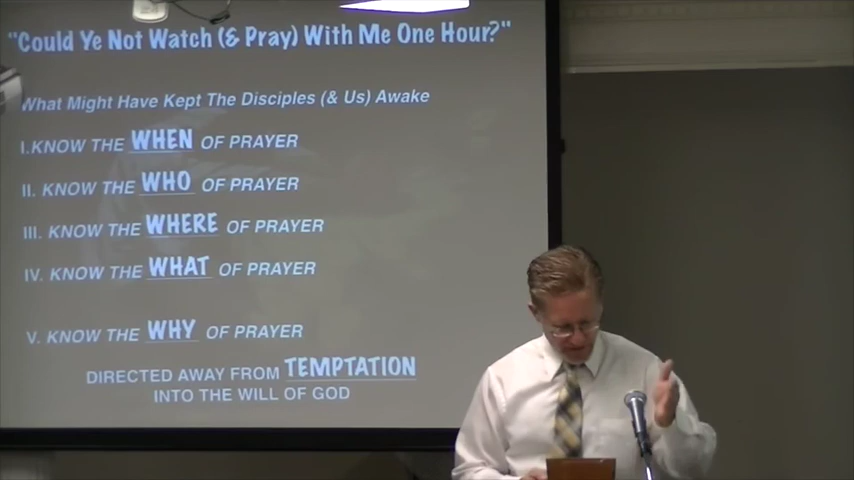 "Could Ye Not Watch (& Pray) With Me One Hour?"
What Might Have Kept The Disciples (& Us) Awake
I.KNOW THE WHEN OF PRAYER
II. KNOW THE WHO OF PRAYER
III. KNOW THE WHERE OF PRAYER
IV. KNOW THE WHAT OF PRAYER
V. KNOW THE WHY OF PRAYER
DIRECTED AWAY FROM TEMPTATION
INTO THE WILL OF GOD